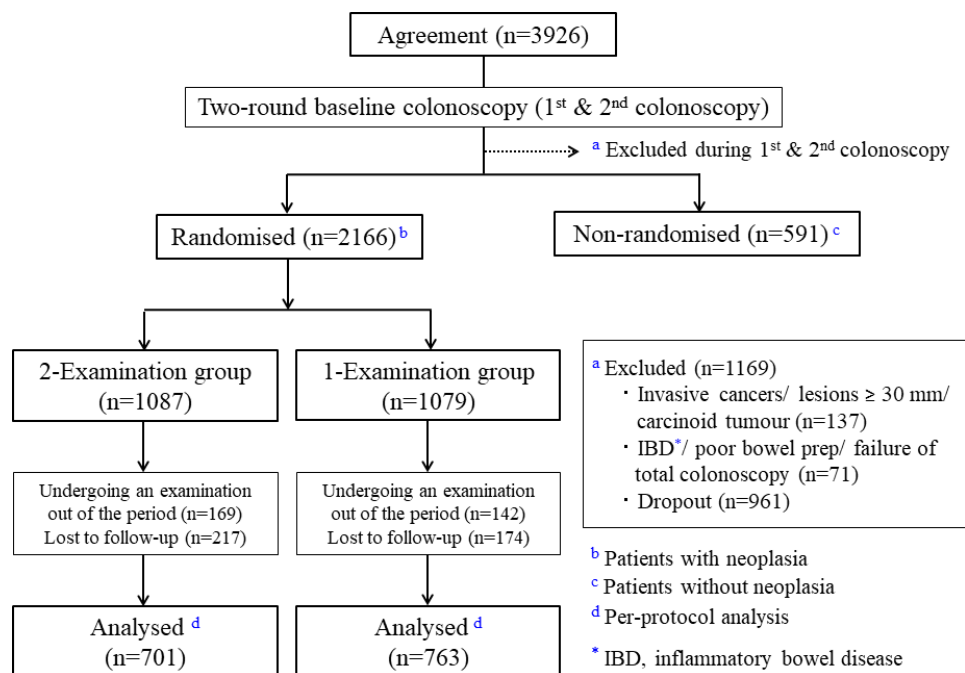 Agreement (n=3926)
Two-round baseline colonoscopy (1st & 2nd colonoscopy)
a Excluded during 1st & 2nd colonoscopy
Randomised (n=2166) b
Non-randomised (n=591) c
2-Examination group
(n=1087)
1-Examination group
(n=1079)
Undergoing an examination
out of the period (n=169)
Lost to follow-up (n=217)
Undergoing an examination
out of the period (n=142)
Lost to follow-up (n=174)
Analysed d
(n=701)
Analysed d
(n=763)
a Excluded (n=1169)
・Invasive cancers/ lesions ≥ 30 mm/
carcinoid tumour (n=137)
・IBD*/ poor bowel prep/ failure of
total colonoscopy (n=71)
・Dropout (n=961)
b Patients with neoplasia
c Patients without neoplasia
d Per-protocol analysis
* IBD, inflammatory bowel disease